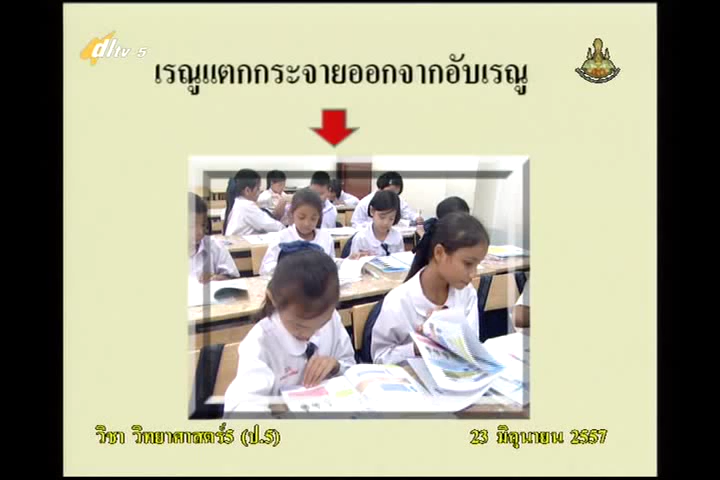 dltv-5
เรณูแตกกระจายออกจากอับเรณู
วิชา วิทยาศาสตร์5 (ป.5)
23 มิถุนายน 2557